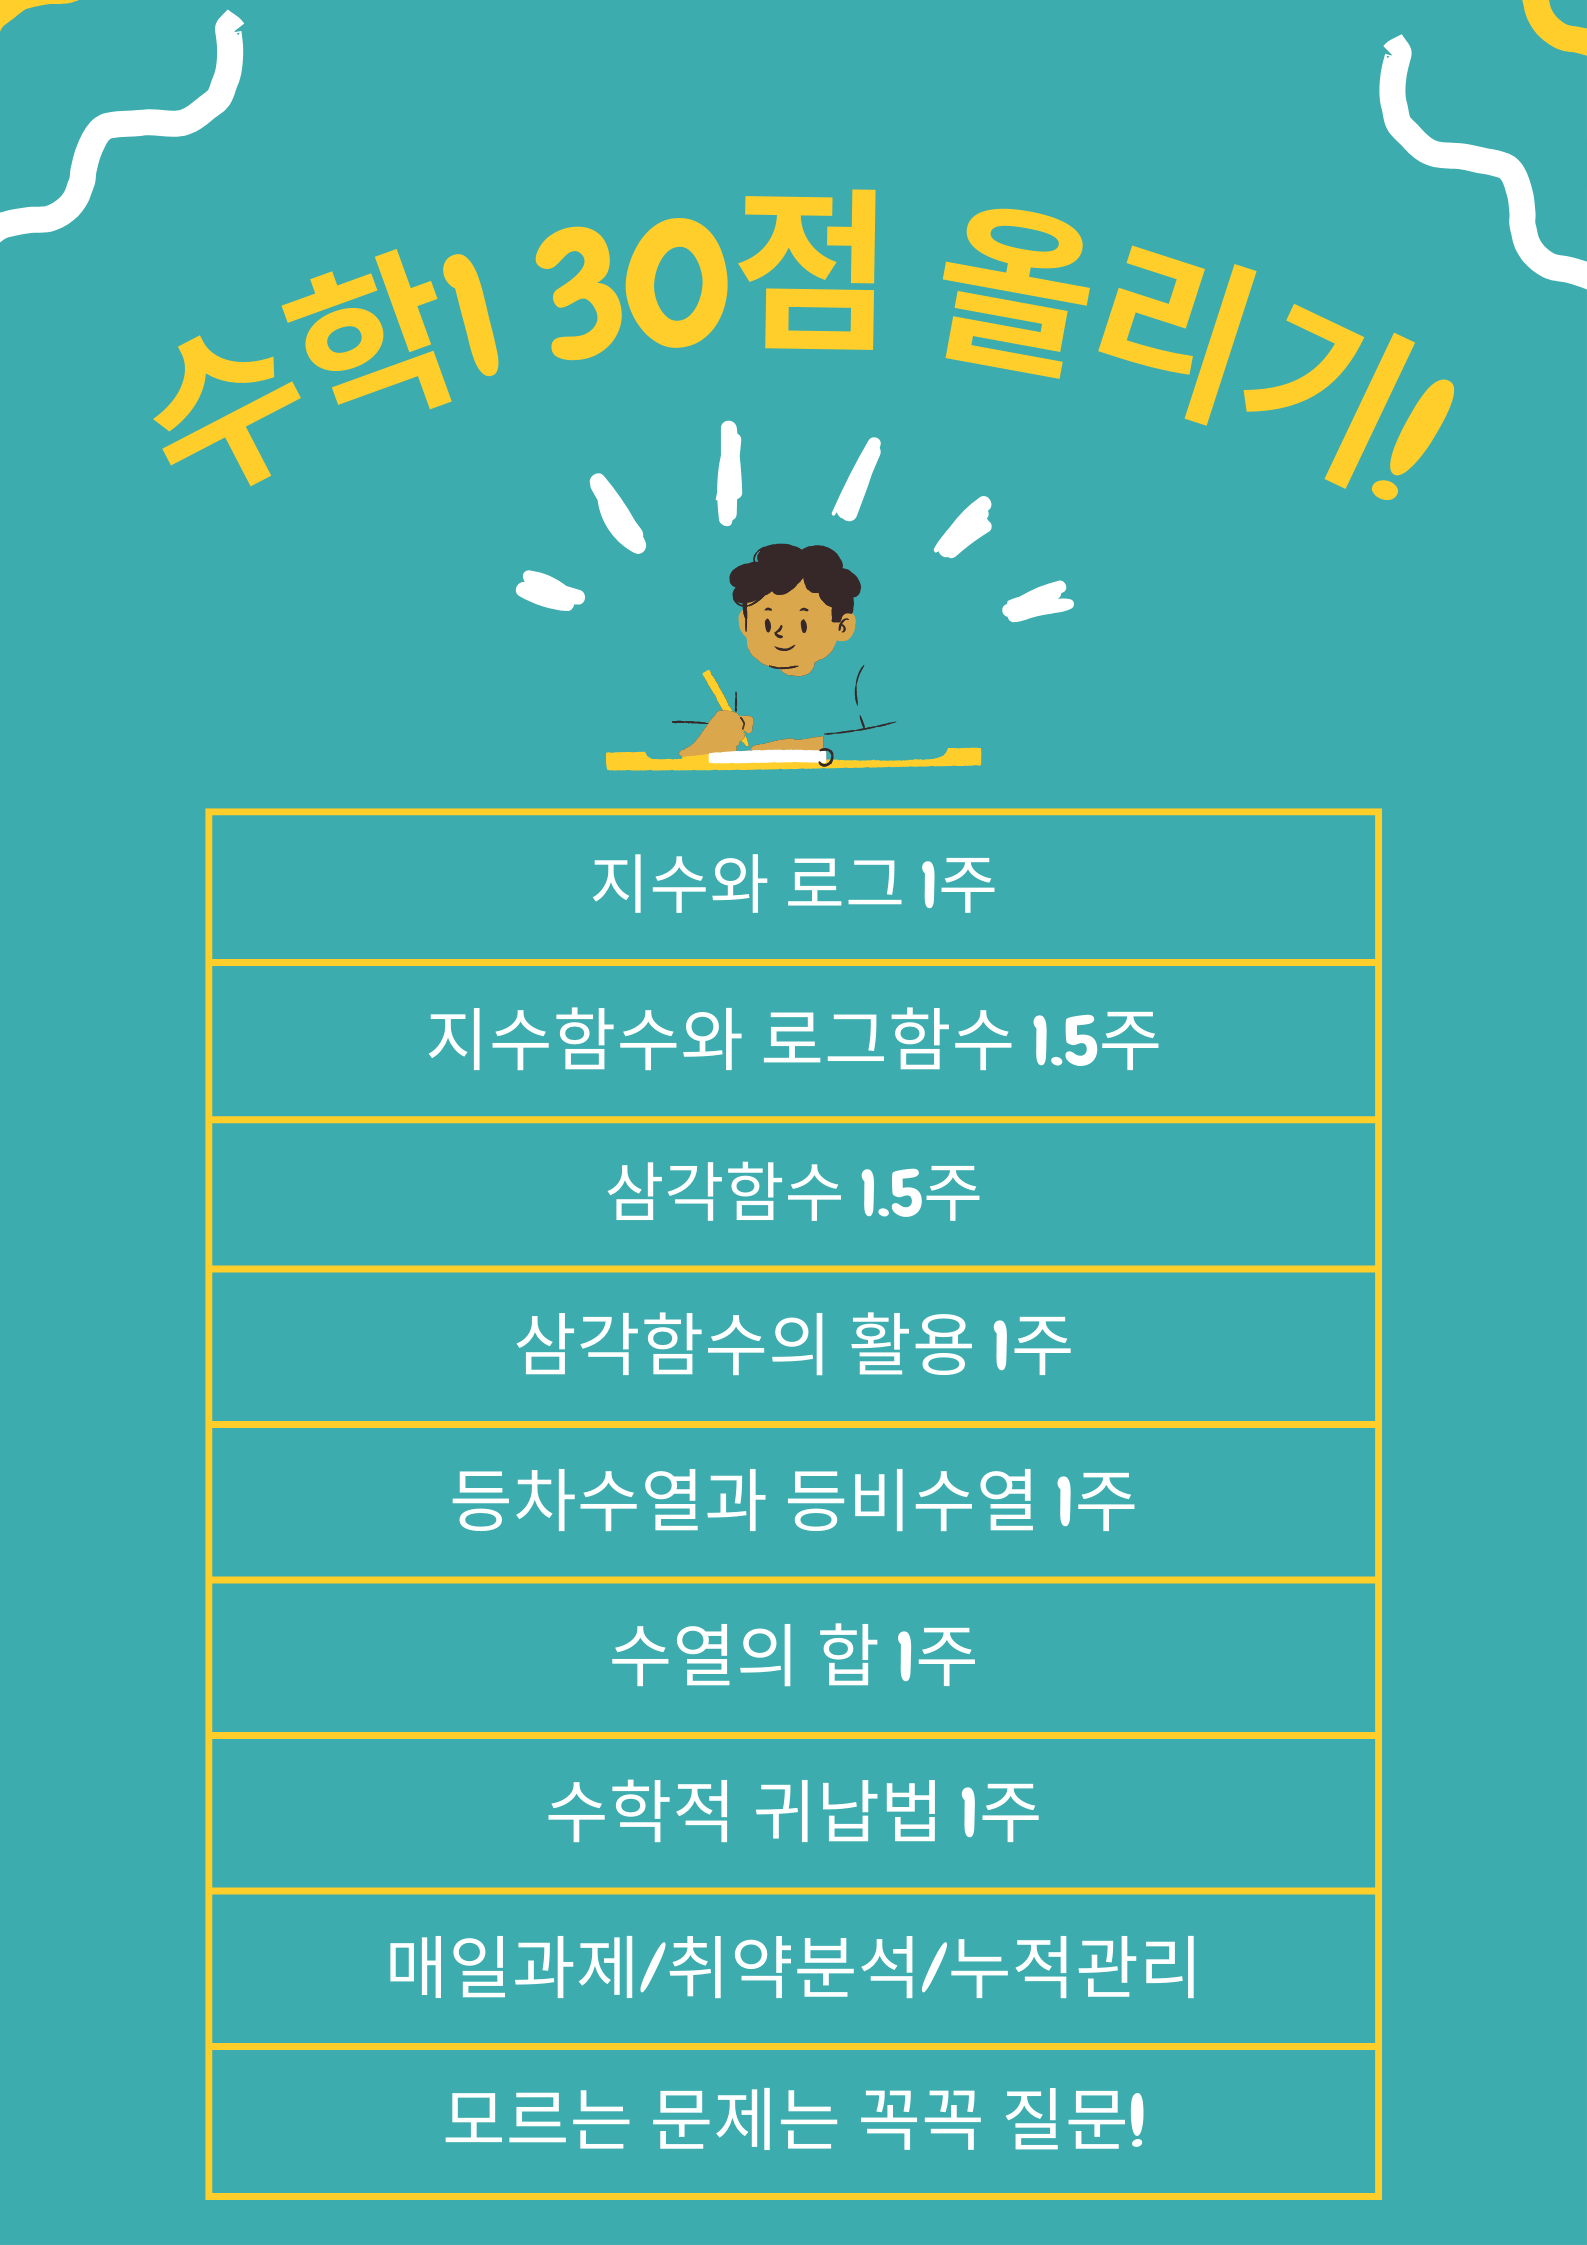 수학1 30점 올리기!
지수와 로그 1주
지수함수와 로그함수 1.5주
삼각함수 1.5주
삼각함수의 활용 1주
등차수열과 등비수열 1주
수열의 합 1주
수학적 귀납법 1주
매일과제/취약분석/누적관리
모르는 문제는 꼭꼭 질문!